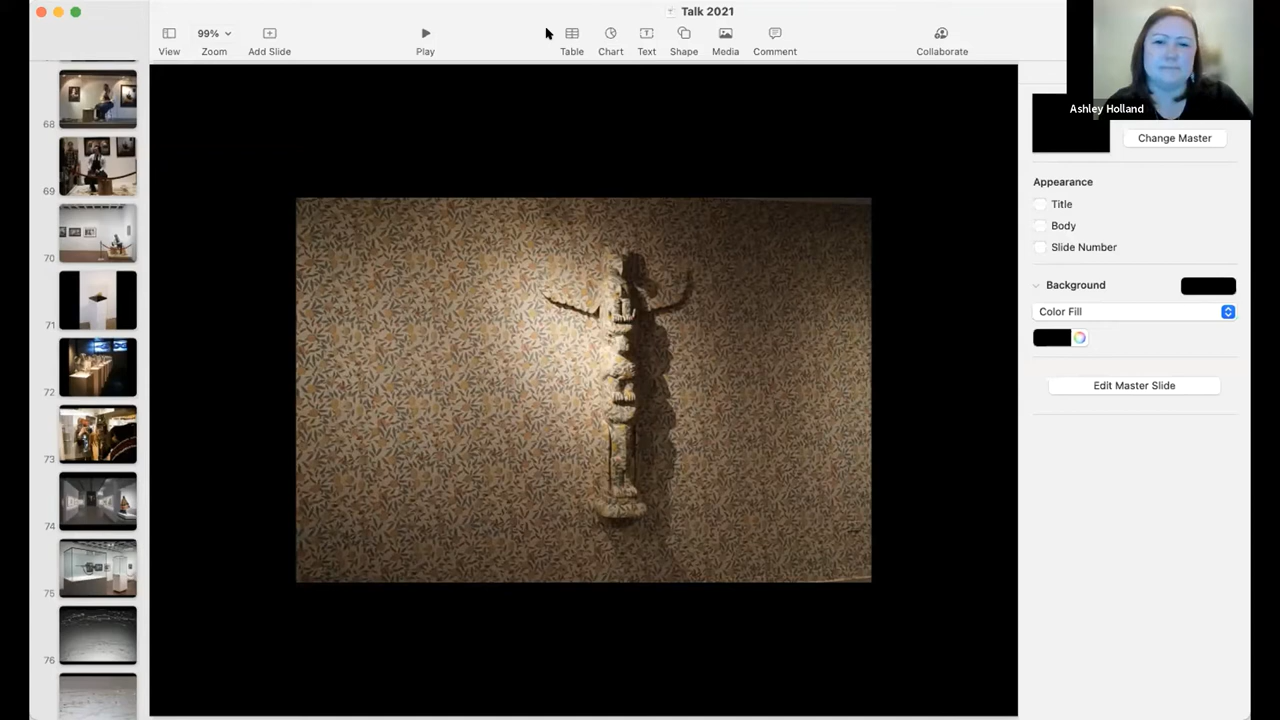 Talk 2021
99%
View
Zoom
Add Slide
Play
Table
Chart
Text
Shape
Media
Comment
Collaborate
Ashley Holland
68
69
70
71
72
73
74
75
76
Change Master
Appearance
Title
Body
Slide Number
Background
Color Fill
Edit Master Slide